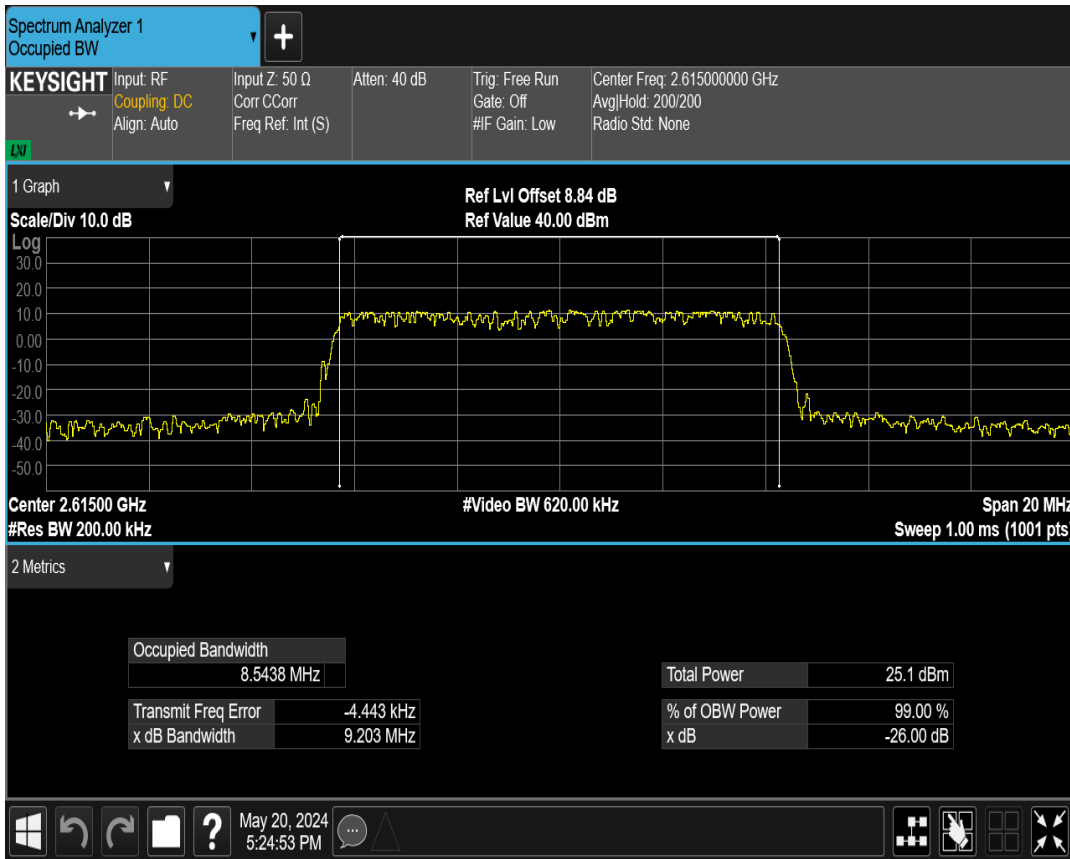 Spectrum Analyzer 1
Occupied BW
KEYSIGHT
LXI
Input: RF
Coupling: DC
Align: Auto
Input Z: 50 Ω
Corr CCorr
Freq Ref: Int (S)
Atten: 40 dB
Trig: Free Run
Gate: Off
#IF Gain: Low
Center Freq: 2.615000000 GHz
Avg|Hold: 200/200
Radio Std: None
1 Graph
Ref Lvl Offset 8.84 dB
Scale/Div 10.0 dB
Ref Value 40.00 dBm
Log
30.0
20.0
10.0
0.00
-10.0
-20.0
-30.0
-40.0
-50.0
Center 2.61500 GHz
#Video BW 620.00 kHz
Span 20 MHz
#Res BW 200.00 kHz
Sweep 1.00 ms (1001 pts)
2 Metrics
Occupied Bandwidth
8.5438 MHz
Total Power 25.1 dBm
Transmit Freq Error -4.443 kHz
% of OBW Power 99.00 %
x dB Bandwidth 9.203 MHz
x dB -26.00 dB
May 20, 2024
5:24:53 PM